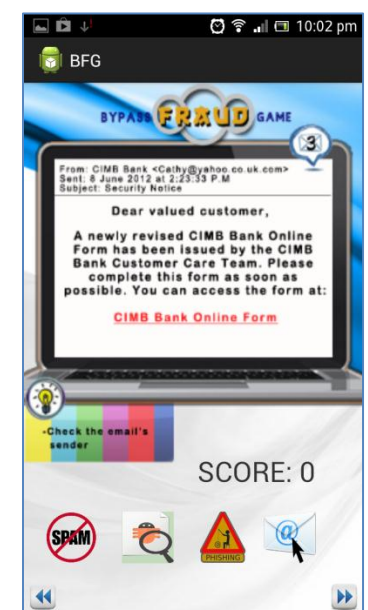 10:02 pm
BFG
BYPASS FRAUD GAME
3
From: CIMB Bank <Cathy@yahoo.co.uk.com>
Sent: 8 June 2012 at 2:23:33 P.M
Subject: Security Notice
Dear valued customer,
A newly revised CIMB Bank Online
Form has been issued by the CIMB
Bank Customer Care Team. Please
complete this form as soon as
possible. You can access the form at:
CIMB Bank Online Form
-Check the email's
sender
SCORE: 0
SPAM
PHISHING
@